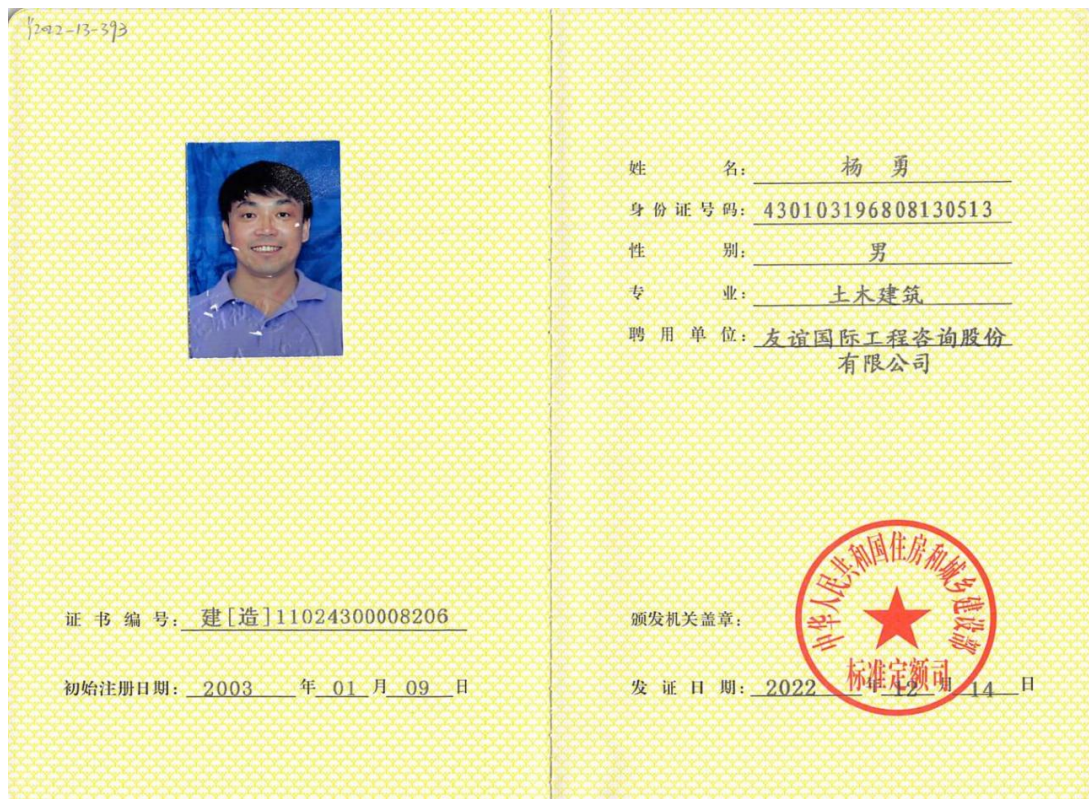 2022-13-393
姓 名: 杨 勇
身份证号码: 430103196808130513
性 别: 男
专 业: 土木建筑
聘 用 单 位: 友谊国际工程咨询股份
有限公司
证 书 编 号: 建[造]11024300008206
初始注册日期: 2003 年 01 月 09 日
颁发机关盖章:
中华人民共和国住房和城乡建设部
标准定额司
发 证 日 期: 2022 年 12 月 14 日